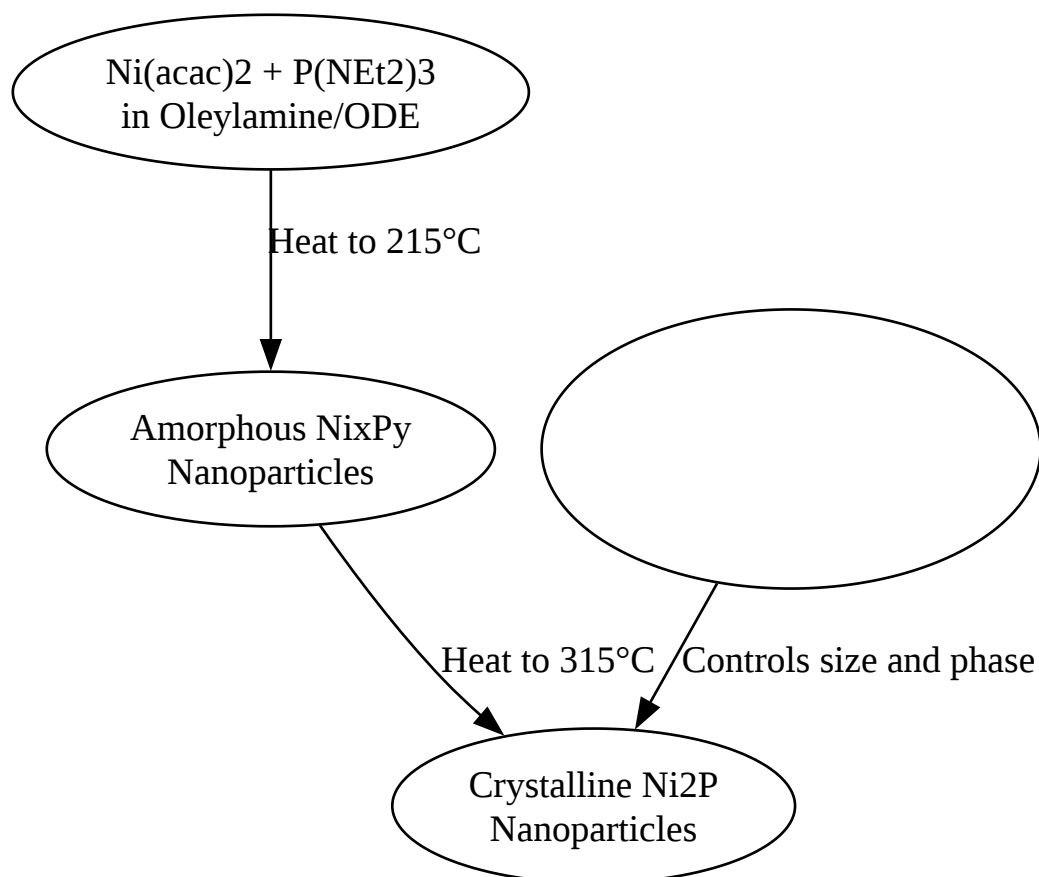 Ni(acac)2 + P(NEt2)3
in Oleylamine/ODE
Heat to 215°C
Amorphous NixPy
Nanoparticles
Heat to 315°C
Controls size and phase
Crystalline Ni2P
Nanoparticles